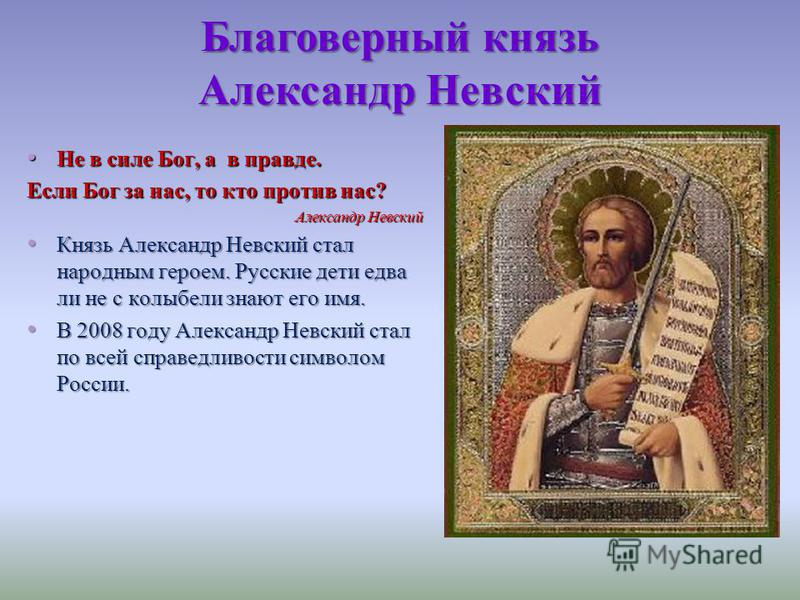 Благоверный князь
Александр Невский
• Не в силе Бог, а в правде.
Если Бог за нас, то кто против нас?
Александр Невский
• Князь Александр Невский стал
народным героем. Русские дети едва
ли не с колыбели знают его имя.
• В 2008 году Александр Невский стал
по всей справедливости символом
России.
MyShared